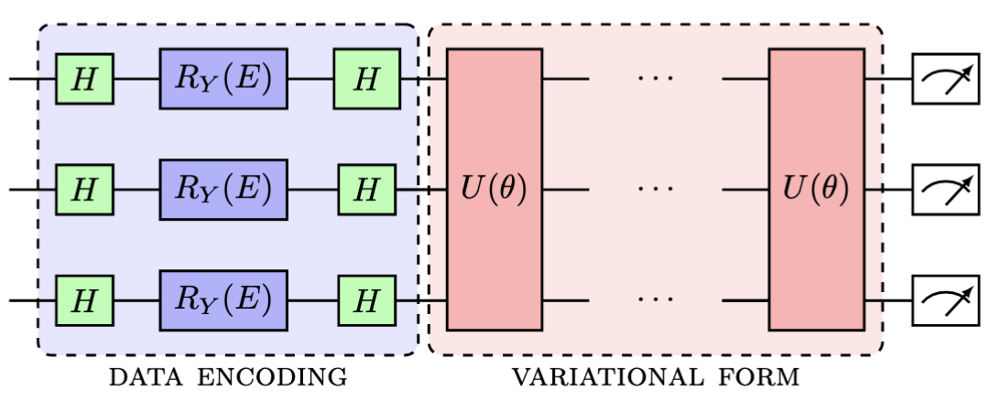 H R_Y(E) H ···
H R_Y(E) H U(θ) ··· U(θ)
H R_Y(E) H ···
DATA ENCODING VARIATIONAL FORM